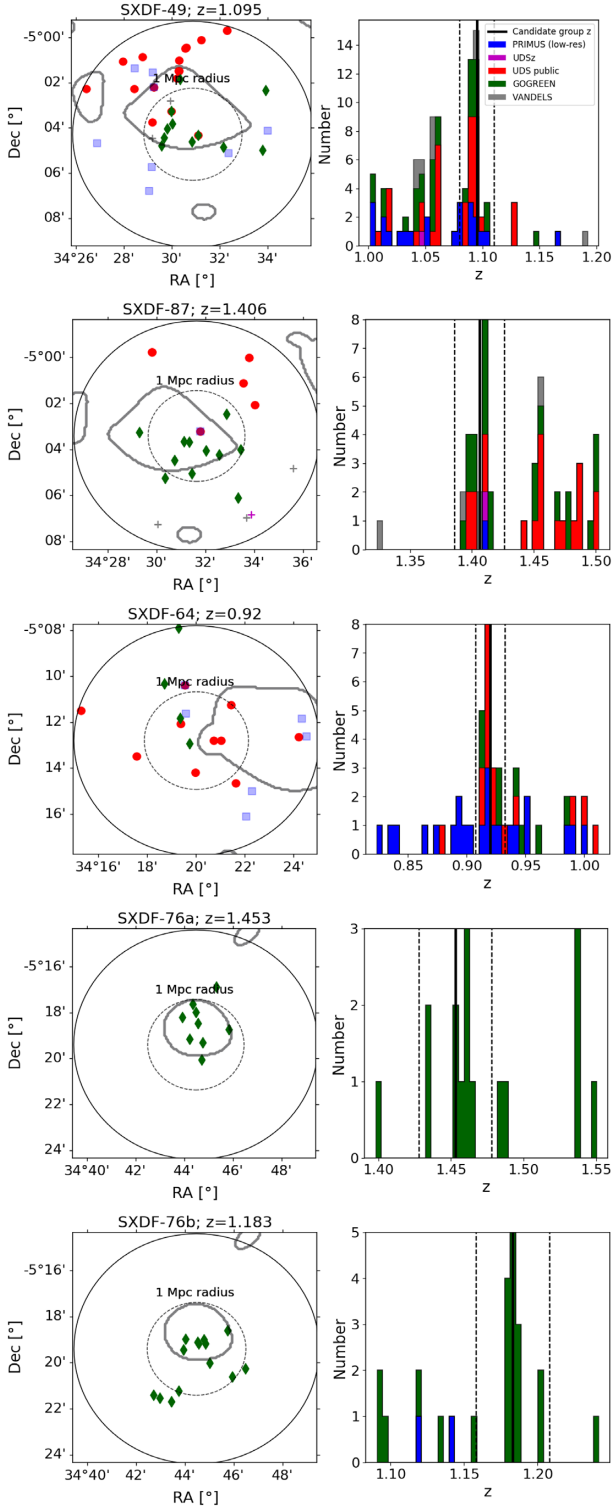 SXDF-49; z=1.095
-5°00'
02'
04'
06'
08'
Dec [°]
1 Mpc radius
34°26' 28' 30' 32' 34'
RA [°]
14
12
10
8
6
4
2
0
Number
Candidate group z
PRIMUS (low-res)
UDSz
UDS public
GOGREEN
VANDELS
1.00 1.05 1.10 1.15 1.20
z
SXDF-87; z=1.406
-5°00'
02'
04'
06'
08'
Dec [°]
1 Mpc radius
34°28' 30' 32' 34' 36'
RA [°]
8
7
6
5
4
3
2
1
0
Number
1.35 1.40 1.45 1.50
z
SXDF-64; z=0.92
-5°08'
10'
12'
14'
16'
Dec [°]
1 Mpc radius
34°16' 18' 20' 22' 24'
RA [°]
8
7
6
5
4
3
2
1
0
Number
0.85 0.90 0.95 1.00
z
SXDF-76a; z=1.453
-5°16'
18'
20'
22'
24'
Dec [°]
1 Mpc radius
34°40' 42' 44' 46' 48'
RA [°]
3
2
1
0
Number
1.40 1.45 1.50 1.55
z
SXDF-76b; z=1.183
-5°16'
18'
20'
22'
24'
Dec [°]
1 Mpc radius
34°40' 42' 44' 46' 48'
RA [°]
5
4
3
2
1
0
Number
1.10 1.15 1.20
z